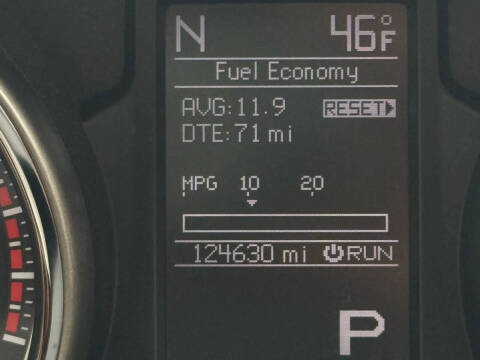 N 46°F
Fuel Economy
AVG:11.9 RESET
DTE:71 mi
MPG 10 20
124630 mi RUN
P